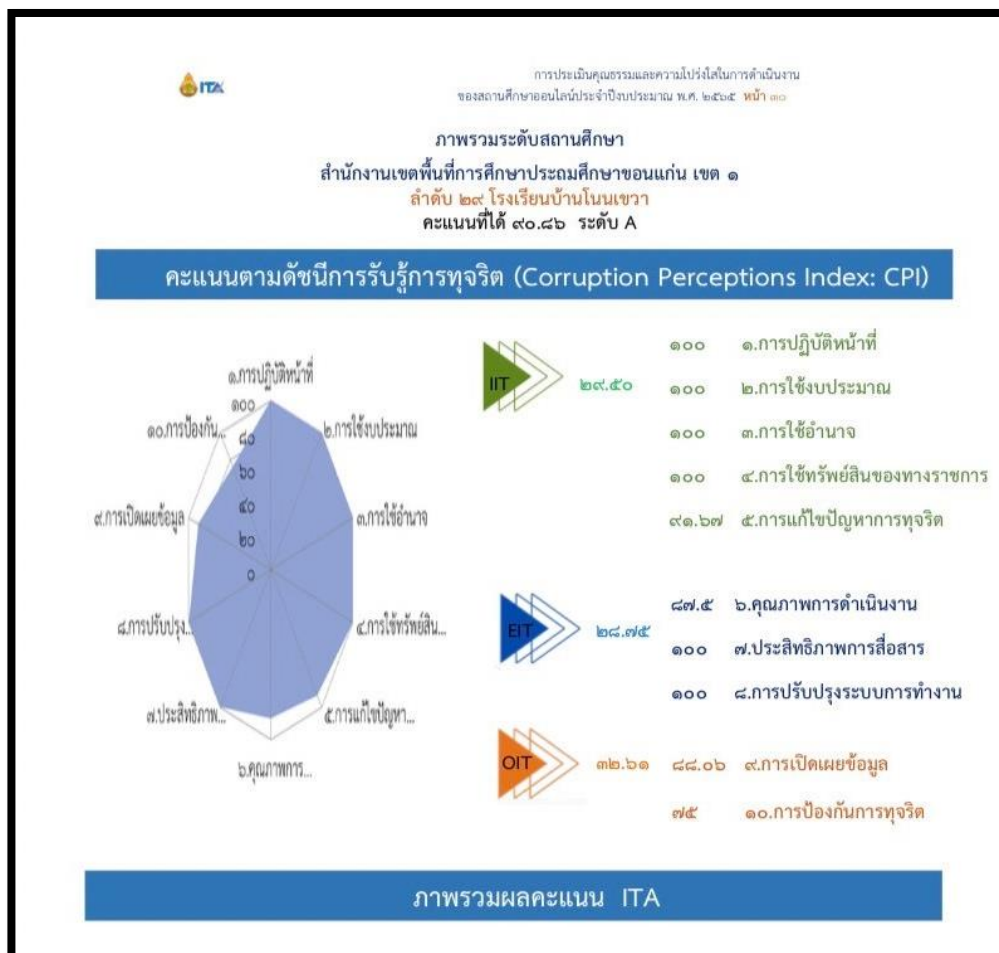 ITA
การประเมินคุณธรรมและความโปร่งใสในการดำเนินงาน
ของสถานศึกษาออนไลน์ประจำปีงบประมาณ พ.ศ. ๒๕๖๕ หน้า ๓๐
ภาพรวมระดับสถานศึกษา
สำนักงานเขตพื้นที่การศึกษาประถมศึกษาขอนแก่น เขต ๑
ลำดับ ๒๙ โรงเรียนบ้านโนนเขวา
คะแนนที่ได้ ๙๐.๘๖ ระดับ A
คะแนนตามดัชนีการรับรู้การทุจริต (Corruption Perceptions Index: CPI)
๑.การปฏิบัติหน้าที่
๒.การใช้งบประมาณ
๓.การใช้อำนาจ
๔.การใช้ทรัพย์สิน...
๕.การแก้ไขปัญหา...
๖.คุณภาพการ...
๗.ประสิทธิภาพ...
๘.การปรับปรุง...
๙.การเปิดเผยข้อมูล
๑๐.การป้องกัน...
๑๐๐
๘๐
๖๐
๔๐
๒๐
๐
IIT ๒๙.๕๐
๑๐๐ ๑.การปฏิบัติหน้าที่
๑๐๐ ๒.การใช้งบประมาณ
๑๐๐ ๓.การใช้อำนาจ
๑๐๐ ๔.การใช้ทรัพย์สินของทางราชการ
๙๑.๖๗ ๕.การแก้ไขปัญหาการทุจริต
EIT ๒๘.๗๕
๘๗.๕ ๖.คุณภาพการดำเนินงาน
๑๐๐ ๗.ประสิทธิภาพการสื่อสาร
๑๐๐ ๘.การปรับปรุงระบบการทำงาน
OIT ๓๒.๖๑
๘๘.๐๖ ๙.การเปิดเผยข้อมูล
๗๕ ๑๐.การป้องกันการทุจริต
ภาพรวมผลคะแนน ITA